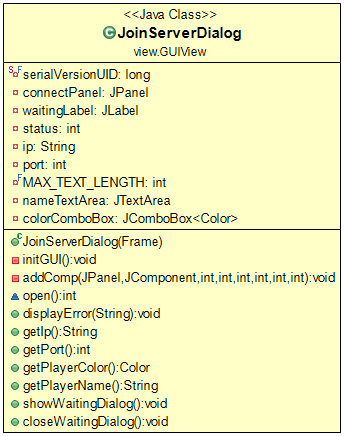 <<Java Class>>
C JoinServerDialog
view.GUIView
S F serialVersionUID: long
connectPanel: JPanel
waitingLabel: JLabel
status: int
ip: String
port: int
F MAX_TEXT_LENGTH: int
nameTextArea: JTextArea
colorComboBox: JComboBox<Color>
C JoinServerDialog(Frame)
initGUI():void
addComp(JPanel,JComponent,int,int,int,int,int,int):void
open():int
displayError(String):void
getIp():String
getPort():int
getPlayerColor():Color
getPlayerName():String
showWaitingDialog():void
closeWaitingDialog():void